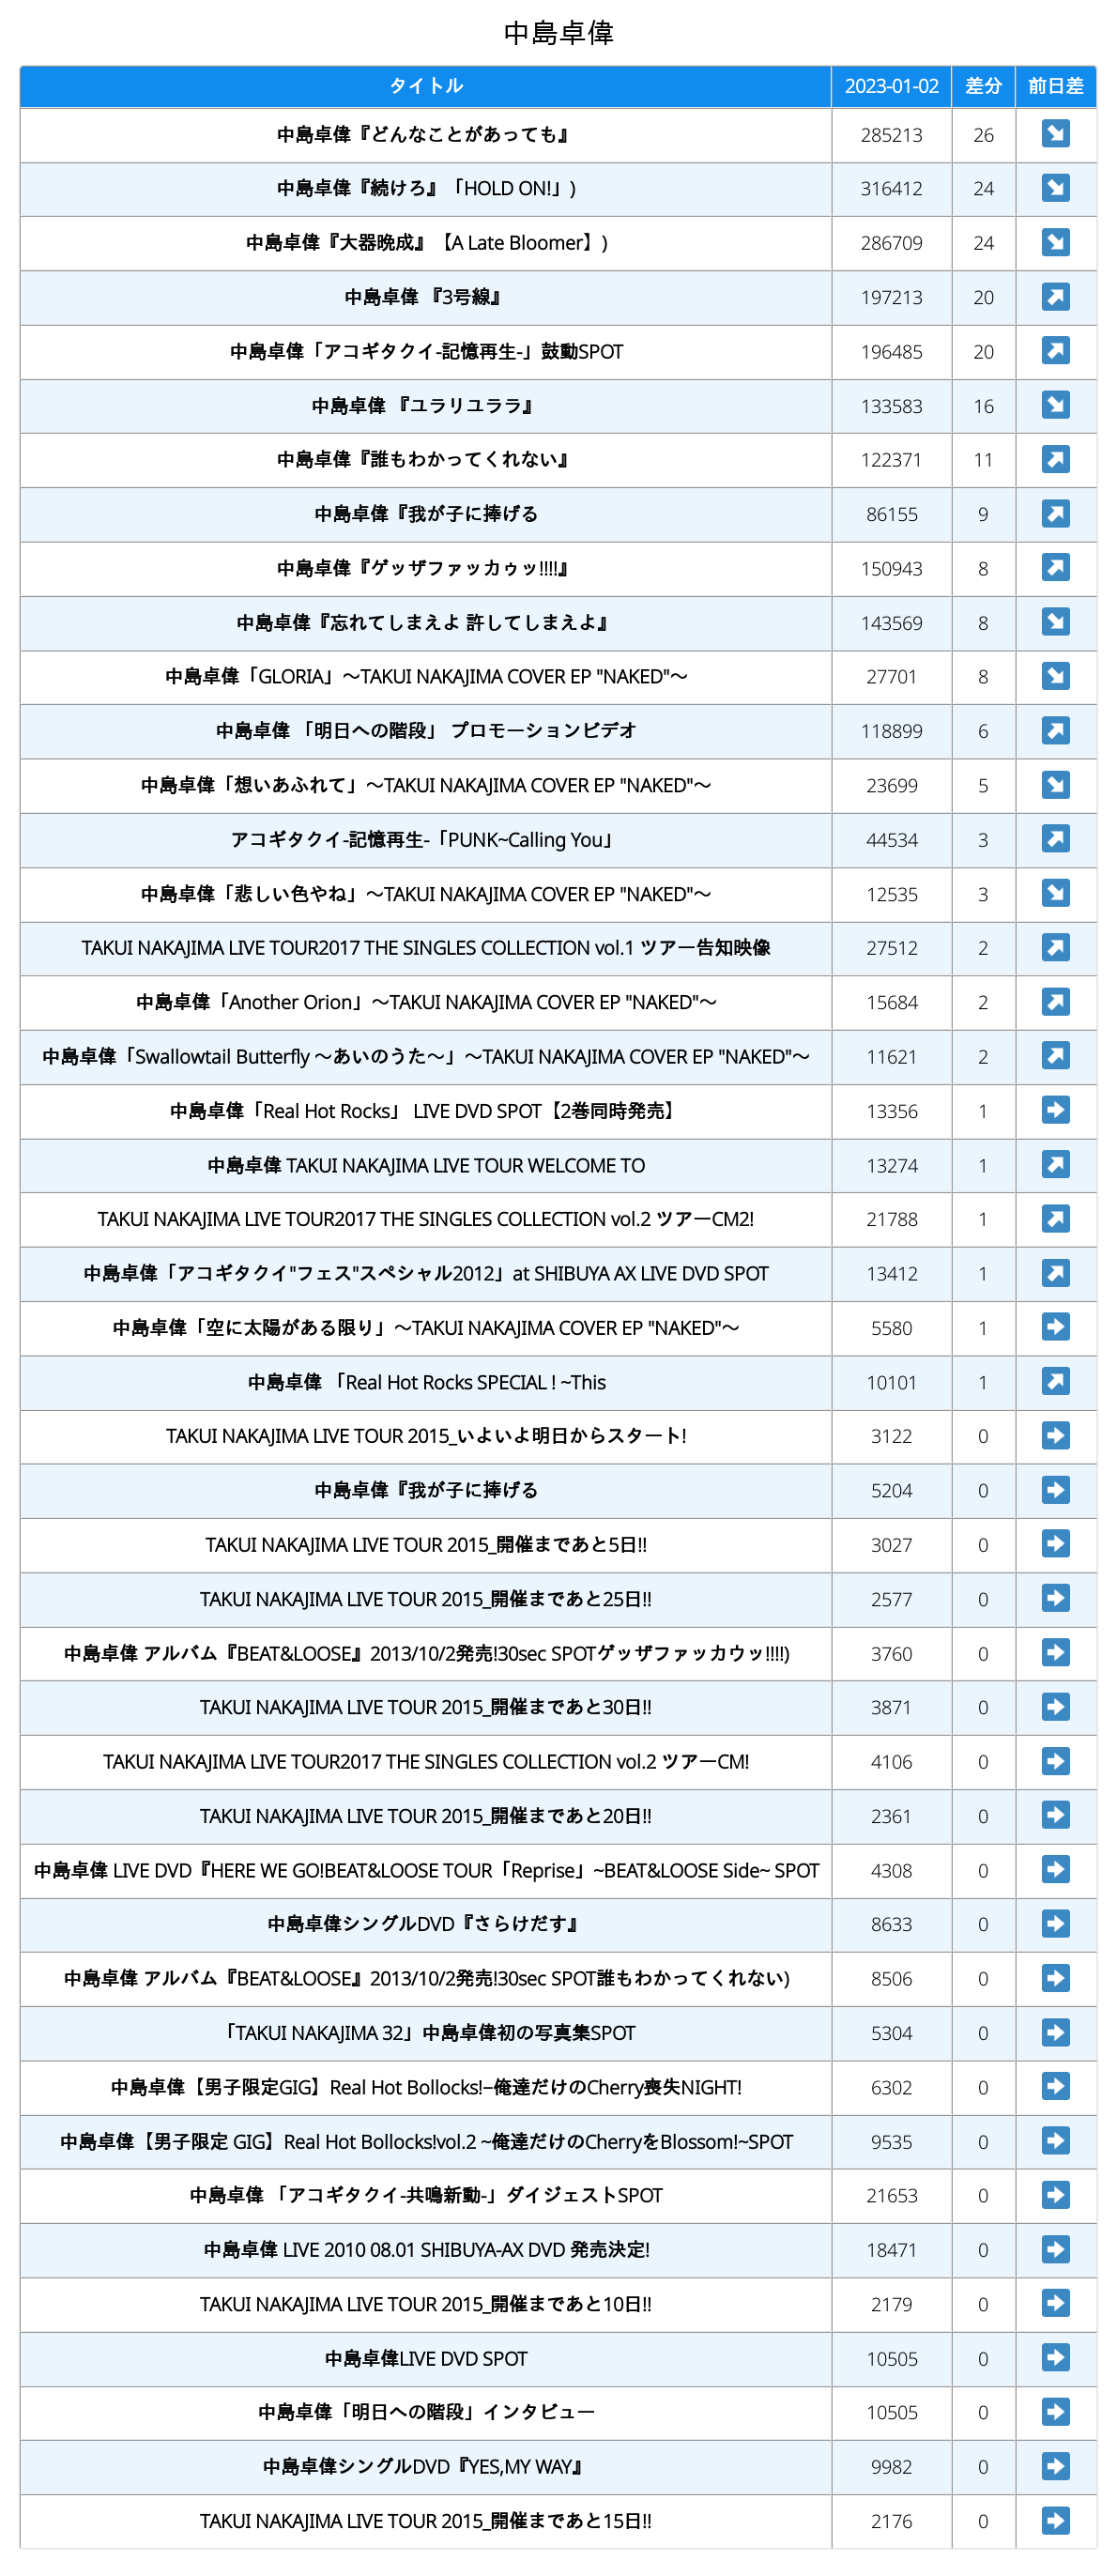 中島卓偉
タイトル 2023-01-02 差分 前日差
中島卓偉『どんなことがあっても』 285213 26 ↘
中島卓偉『続けろ』「HOLD ON!」) 316412 24 ↘
中島卓偉『大器晩成』【A Late Bloomer】) 286709 24 ↘
中島卓偉 『3号線』 197213 20 ↗
中島卓偉「アコギタクイ-記憶再生-」鼓動SPOT 196485 20 ↗
中島卓偉 『ユラリユララ』 133583 16 ↘
中島卓偉『誰もわかってくれない』 122371 11 ↗
中島卓偉『我が子に捧げる 86155 9 ↗
中島卓偉『ゲッザファッカゥッ!!!!』 150943 8 ↗
中島卓偉『忘れてしまえよ 許してしまえよ』 143569 8 ↘
中島卓偉「GLORIA」〜TAKUI NAKAJIMA COVER EP "NAKED"〜 27701 8 ↘
中島卓偉 「明日への階段」 プロモーションビデオ 118899 6 ↗
中島卓偉「想いあふれて」〜TAKUI NAKAJIMA COVER EP "NAKED"〜 23699 5 ↘
アコギタクイ-記憶再生-「PUNK~Calling You」 44534 3 ↗
中島卓偉「悲しい色やね」〜TAKUI NAKAJIMA COVER EP "NAKED"〜 12535 3 ↘
TAKUI NAKAJIMA LIVE TOUR2017 THE SINGLES COLLECTION vol.1 ツアー告知映像 27512 2 ↗
中島卓偉「Another Orion」〜TAKUI NAKAJIMA COVER EP "NAKED"〜 15684 2 ↗
中島卓偉「Swallowtail Butterfly 〜あいのうた〜」〜TAKUI NAKAJIMA COVER EP "NAKED"〜 11621 2 ↗
中島卓偉「Real Hot Rocks」 LIVE DVD SPOT【2巻同時発売】 13356 1 ➡
中島卓偉 TAKUI NAKAJIMA LIVE TOUR WELCOME TO 13274 1 ↗
TAKUI NAKAJIMA LIVE TOUR2017 THE SINGLES COLLECTION vol.2 ツアーCM2! 21788 1 ↗
中島卓偉「アコギタクイ"フェス"スペシャル2012」at SHIBUYA AX LIVE DVD SPOT 13412 1 ↗
中島卓偉「空に太陽がある限り」〜TAKUI NAKAJIMA COVER EP "NAKED"〜 5580 1 ➡
中島卓偉 「Real Hot Rocks SPECIAL ! ~This 10101 1 ↗
TAKUI NAKAJIMA LIVE TOUR 2015_いよいよ明日からスタート! 3122 0 ➡
中島卓偉『我が子に捧げる 5204 0 ➡
TAKUI NAKAJIMA LIVE TOUR 2015_開催まであと5日!! 3027 0 ➡
TAKUI NAKAJIMA LIVE TOUR 2015_開催まであと25日!! 2577 0 ➡
中島卓偉 アルバム『BEAT&LOOSE』2013/10/2発売!30sec SPOTゲッザファッカウッ!!!!) 3760 0 ➡
TAKUI NAKAJIMA LIVE TOUR 2015_開催まであと30日!! 3871 0 ➡
TAKUI NAKAJIMA LIVE TOUR2017 THE SINGLES COLLECTION vol.2 ツアーCM! 4106 0 ➡
TAKUI NAKAJIMA LIVE TOUR 2015_開催まであと20日!! 2361 0 ➡
中島卓偉 LIVE DVD『HERE WE GO!BEAT&LOOSE TOUR「Reprise」~BEAT&LOOSE Side~ SPOT 4308 0 ➡
中島卓偉シングルDVD『さらけだす』 8633 0 ➡
中島卓偉 アルバム『BEAT&LOOSE』2013/10/2発売!30sec SPOT誰もわかってくれない) 8506 0 ➡
「TAKUI NAKAJIMA 32」中島卓偉初の写真集SPOT 5304 0 ➡
中島卓偉【男子限定GIG】Real Hot Bollocks!−俺達だけのCherry喪失NIGHT! 6302 0 ➡
中島卓偉【男子限定 GIG】Real Hot Bollocks!vol.2 ~俺達だけのCherryをBlossom!~SPOT 9535 0 ➡
中島卓偉 「アコギタクイ-共鳴新動-」ダイジェストSPOT 21653 0 ➡
中島卓偉 LIVE 2010 08.01 SHIBUYA-AX DVD 発売決定! 18471 0 ➡
TAKUI NAKAJIMA LIVE TOUR 2015_開催まであと10日!! 2179 0 ➡
中島卓偉LIVE DVD SPOT 10505 0 ➡
中島卓偉「明日への階段」インタビュー 10505 0 ➡
中島卓偉シングルDVD『YES,MY WAY』 9982 0 ➡
TAKUI NAKAJIMA LIVE TOUR 2015_開催まであと15日!! 2176 0 ➡